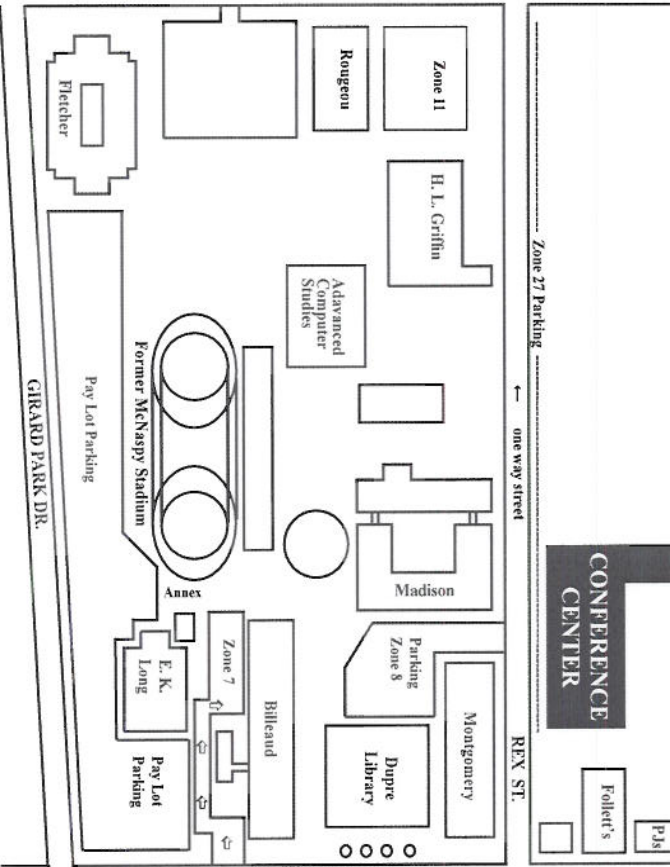 Fletcher
Rougeou
Zone 11
H. L. Griffin
Adavanced
Computer
Studies
Zone 27 Parking
← one way street
Former McNaspy Stadium
Pay Lot Parking
GIRARD PARK DR.
Annex
Madison
CONFERENCE
CENTER
E. K.
Long
Zone 7
Billeaud
Parking
Zone 8
Montgomery
REX ST.
Pay Lot
Parking
Dupre
Library
Follett's
PJs